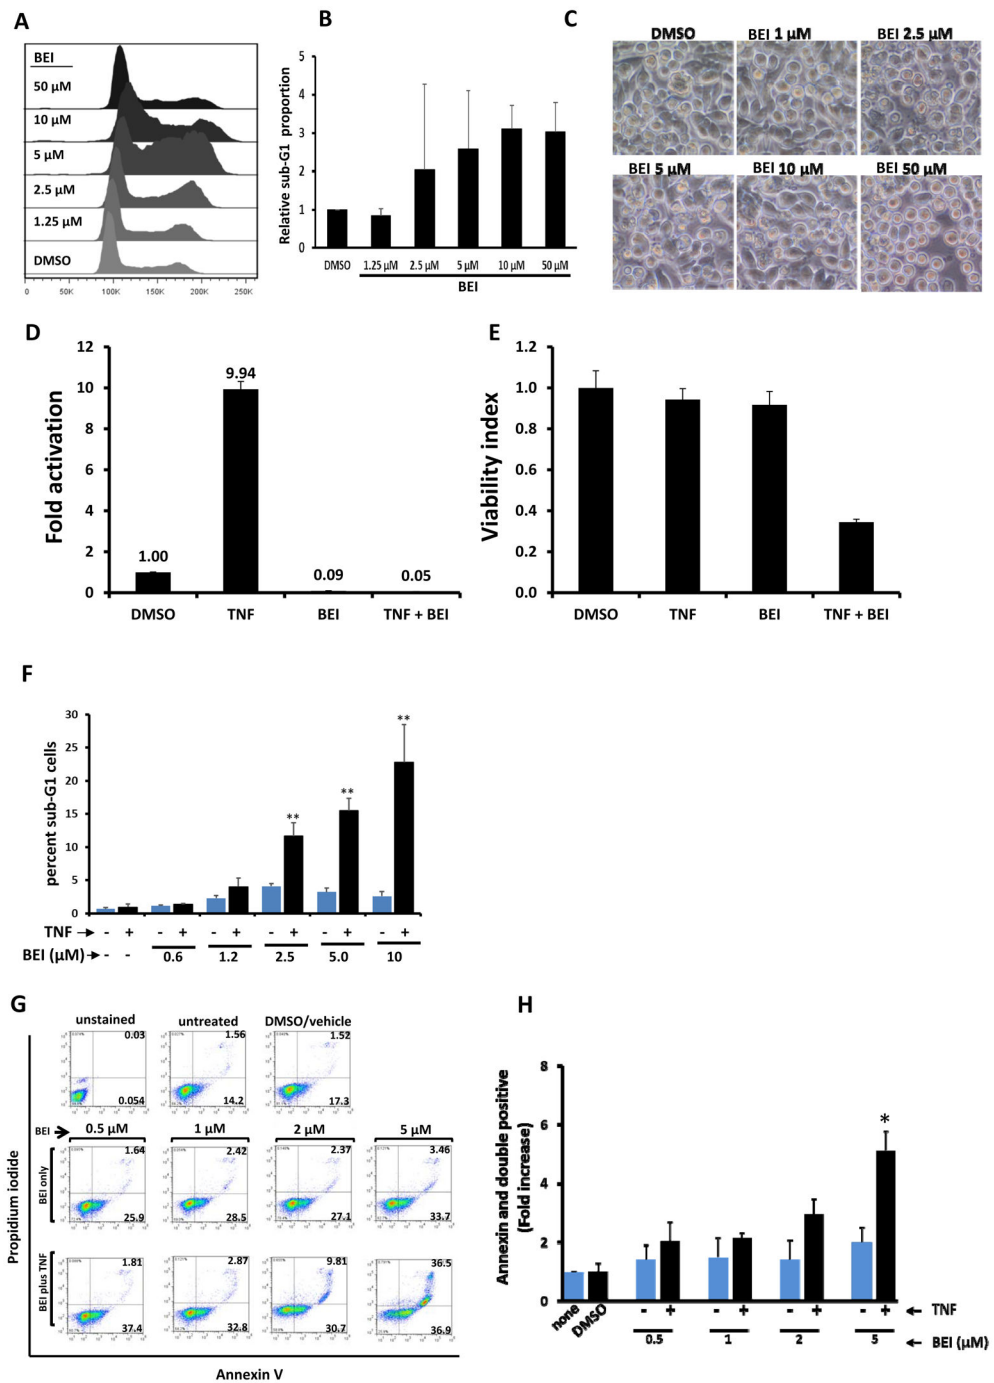 A
BEI
50 µM
10 µM
5 µM
2.5 µM
1.25 µM
DMSO
0 50K 100K 150K 200K 250K
B
Relative sub-G1 proportion
5
4
3
2
1
0
DMSO 1.25 µM 2.5 µM 5 µM 10 µM 50 µM
BEI
C
DMSO BEI 1 µM BEI 2.5 µM
BEI 5 µM BEI 10 µM BEI 50 µM
D
Fold activation
12
10
8
6
4
2
0
1.00 9.94 0.09 0.05
DMSO TNF BEI TNF + BEI
E
Viability index
1.2
1.0
0.8
0.6
0.4
0.2
0.0
DMSO TNF BEI TNF + BEI
F
percent sub-G1 cells
30
25
20
15
10
5
0
** ** **
TNF - + - + - + - + - + - +
BEI (µM) - - 0.6 1.2 2.5 5.0 10
G
Propidium iodide
unstained untreated DMSO/vehicle
0.03 1.56 1.52
0.054 14.2 17.3
BEI 0.5 µM 1 µM 2 µM 5 µM
BEI only
1.64 2.42 2.37 3.46
25.9 28.5 27.1 33.7
BEI plus TNF
1.81 2.87 9.81 36.5
37.4 32.8 30.7 36.9
Annexin V
H
Annexin and double positive
(Fold increase)
8
6
4
2
0
*
none DMSO - + - + - + - + TNF
0.5 1 2 5 BEI (µM)